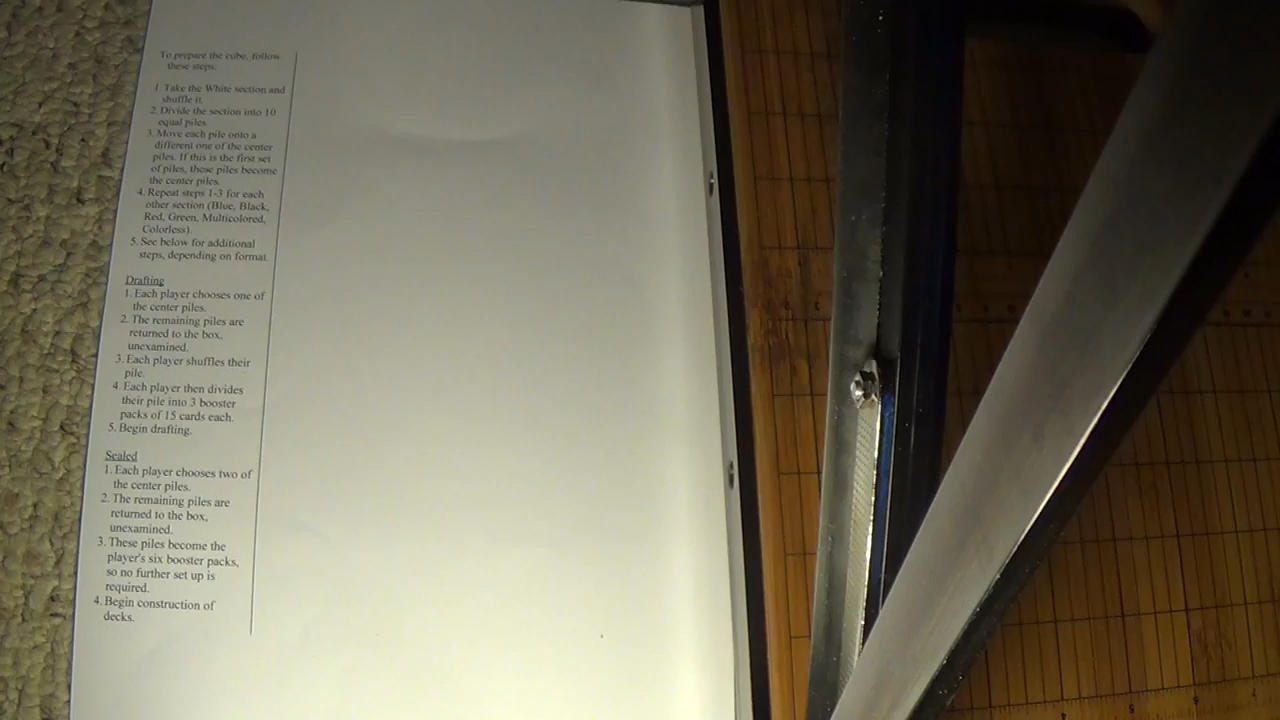 To prepare the cube, follow
these steps:
1. Take the White section and
shuffle it.
2. Divide the section into 10
equal piles.
3. Move each pile onto a
different one of the center
piles. If this is the first set
of piles, these piles become
the center piles.
4. Repeat steps 1-3 for each
other section (Blue, Black,
Red, Green, Multicolored,
Colorless).
5. See below for additional
steps, depending on format.
Drafting
1. Each player chooses one of
the center piles.
2. The remaining piles are
returned to the box,
unexamined.
3. Each player shuffles their
pile.
4. Each player then divides
their pile into 3 booster
packs of 15 cards each.
5. Begin drafting.
Sealed
1. Each player chooses two of
the center piles.
2. The remaining piles are
returned to the box,
unexamined.
3. These piles become the
player's six booster packs,
so no further set up is
required.
4. Begin construction of
decks.